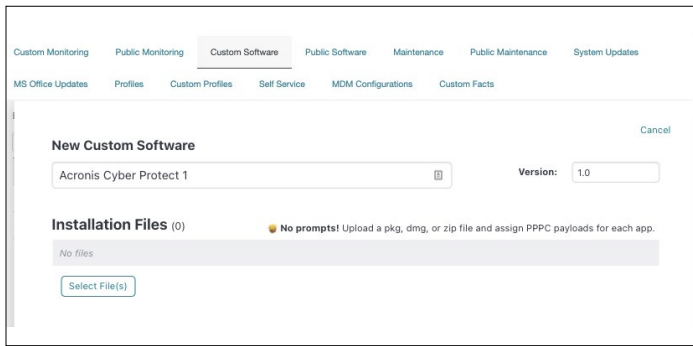 Custom Monitoring Public Monitoring Custom Software Public Software Maintenance Public Maintenance System Updates
MS Office Updates Profiles Custom Profiles Self Service MDM Configurations Custom Facts
Cancel
New Custom Software
Acronis Cyber Protect 1 Version: 1.0
Installation Files (0) No prompts! Upload a pkg, dmg, or zip file and assign PPPC payloads for each app.
No files
Select File(s)